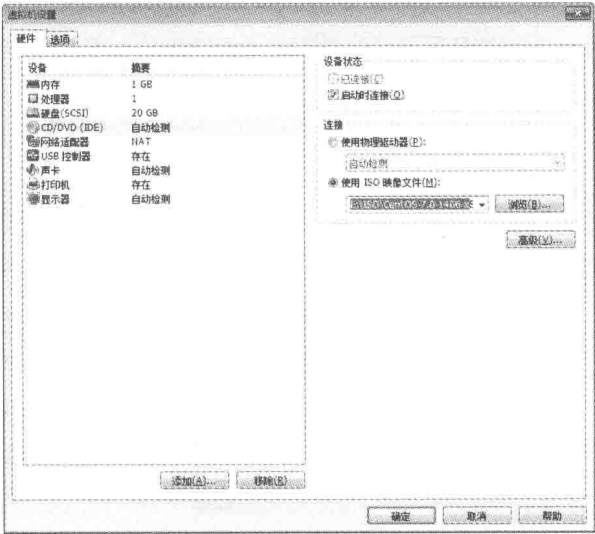 虚拟机设置
硬件 选项
设备 摘要
内存 1 GB
处理器 1
硬盘(SCSI) 20 GB
CD/DVD (IDE) 自动检测
网络适配器 NAT
USB 控制器 存在
声卡 自动检测
打印机 存在
显示器 自动检测
添加(A)... 移除(R)
设备状态
已连接(C)
启动时连接(O)
连接
使用物理驱动器(P):
自动检测
使用 ISO 映像文件(M):
浏览(B)...
高级(V)...
确定 取消 帮助